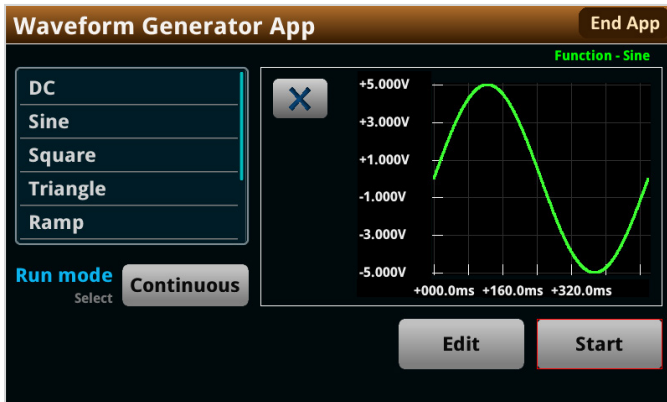 Waveform Generator App
End App
Function - Sine
DC
Sine
Square
Triangle
Ramp
Run mode
Select
Continuous
+5.000V
+3.000V
+1.000V
-1.000V
-3.000V
-5.000V
+000.0ms +160.0ms +320.0ms
Edit
Start